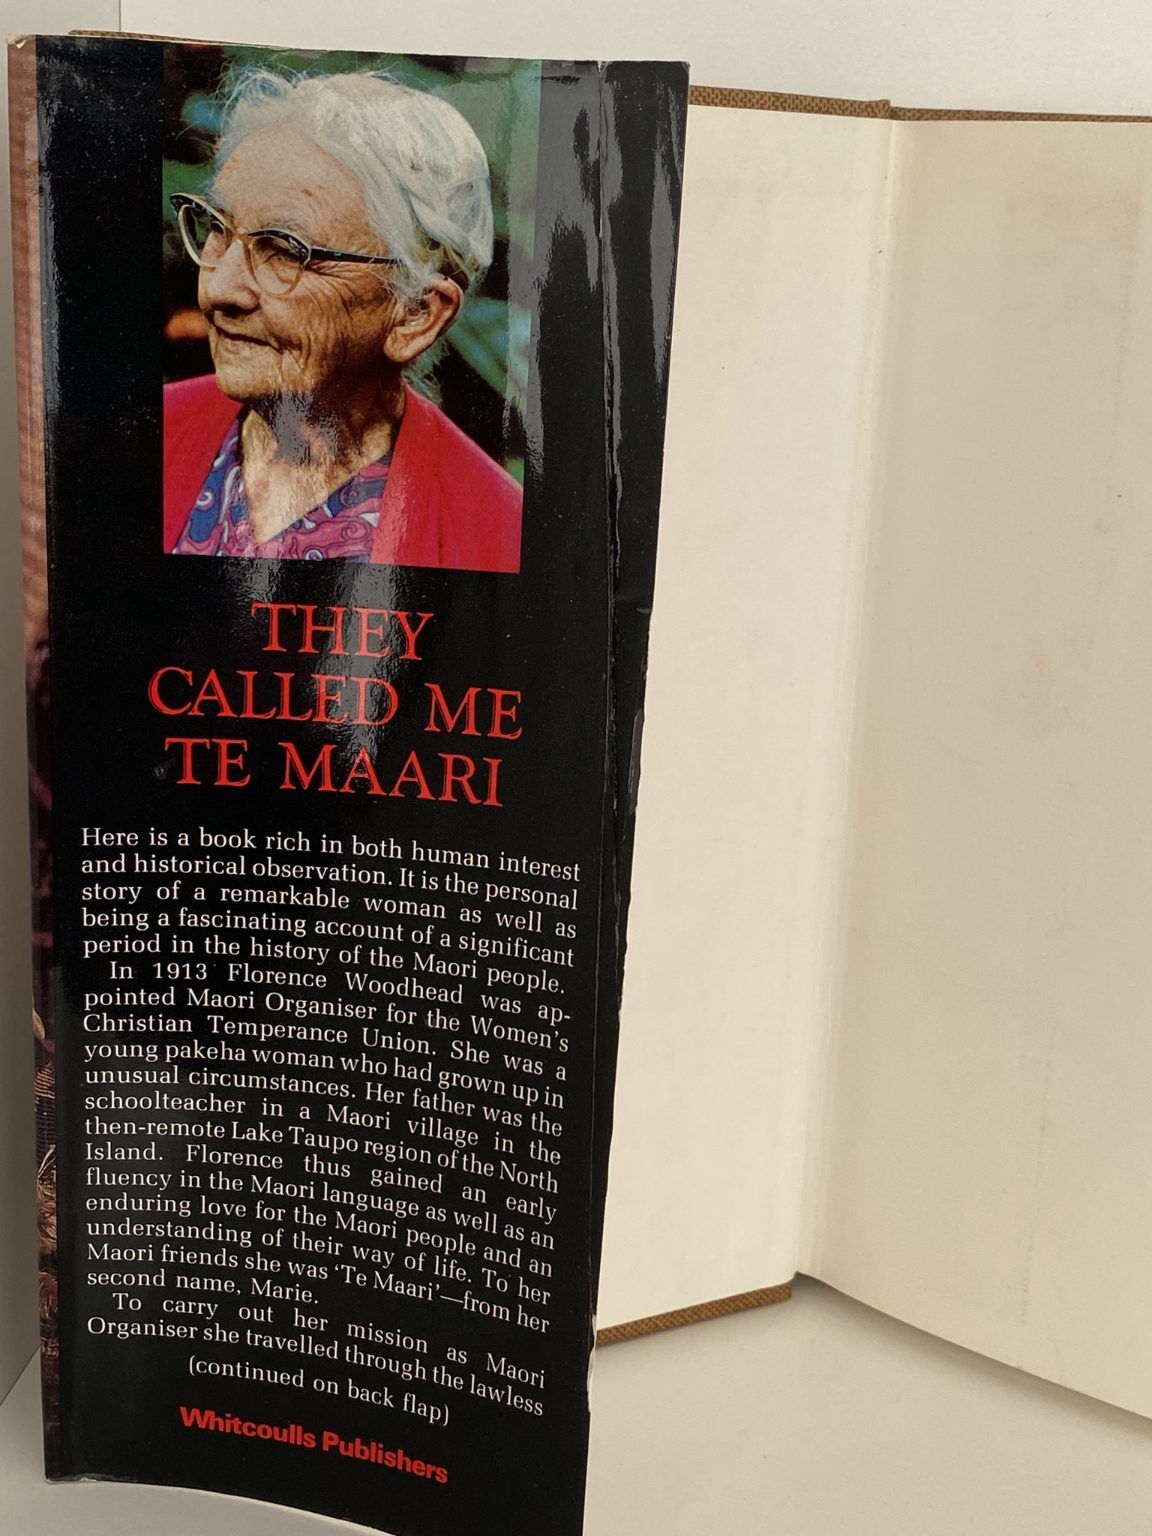 THEY
CALLED ME
TE MAARI
Here is a book rich in both human interest
and historical observation. It is the personal
story of a remarkable woman as well as
being a fascinating account of a significant
period in the history of the Maori people.
In 1913 Florence Woodhead was ap-
pointed Maori Organiser for the Women's
Christian Temperance Union. She was a
young pakeha woman who had grown up in
unusual circumstances. Her father was the
schoolteacher in a Maori village in the
then-remote Lake Taupo region of the North
Island. Florence thus gained an early
fluency in the Maori language as well as an
enduring love for the Maori people and an
understanding of their way of life. To her
Maori friends she was 'Te Maari'—from her
second name, Marie.
To carry out her mission as Maori
Organiser she travelled through the lawless
(continued on back flap)
Whitcoulls Publishers